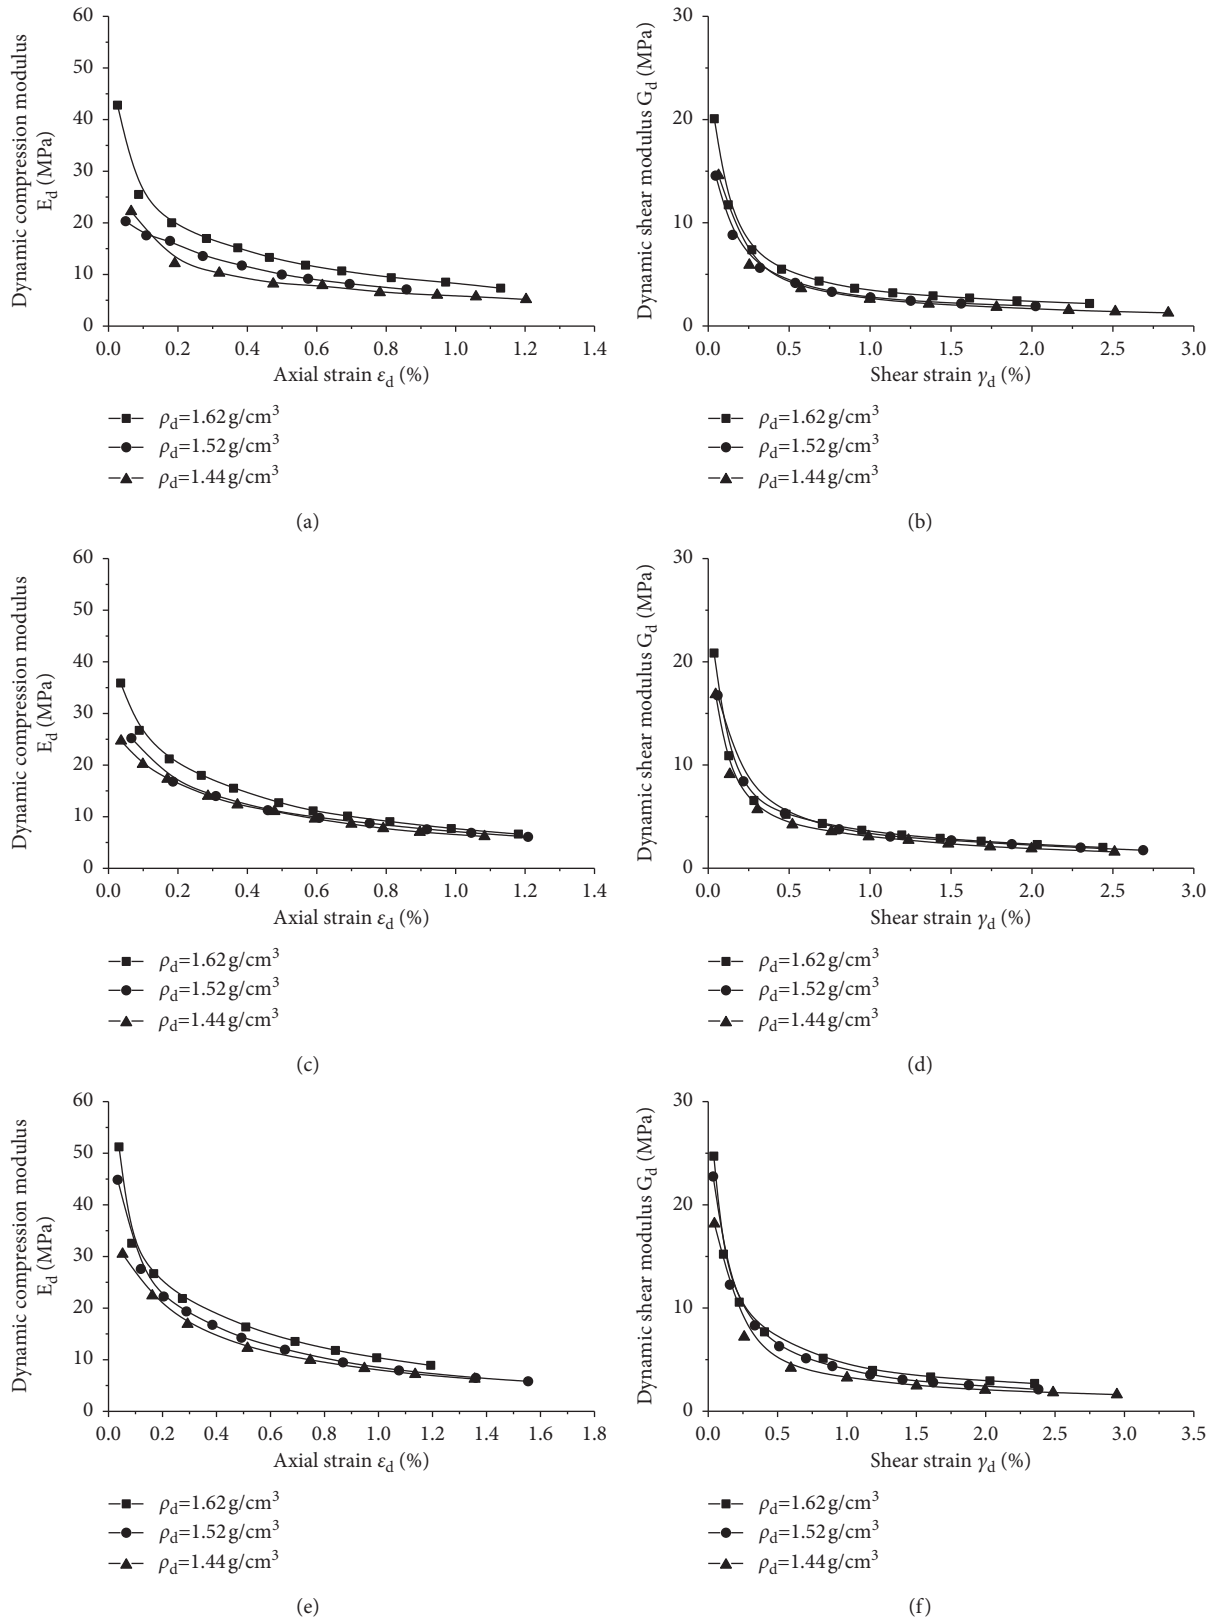 Dynamic compression modulus
E_d (MPa)
60
50
40
30
20
10
0
0.0 0.2 0.4 0.6 0.8 1.0 1.2 1.4
Axial strain ε_d (%)
ρ_d=1.62 g/cm³
ρ_d=1.52 g/cm³
ρ_d=1.44 g/cm³
(a)
Dynamic shear modulus G_d (MPa)
30
20
10
0
0.0 0.5 1.0 1.5 2.0 2.5 3.0
Shear strain γ_d (%)
ρ_d=1.62 g/cm³
ρ_d=1.52 g/cm³
ρ_d=1.44 g/cm³
(b)
Dynamic compression modulus
E_d (MPa)
60
50
40
30
20
10
0
0.0 0.2 0.4 0.6 0.8 1.0 1.2 1.4
Axial strain ε_d (%)
ρ_d=1.62 g/cm³
ρ_d=1.52 g/cm³
ρ_d=1.44 g/cm³
(c)
Dynamic shear modulus G_d (MPa)
30
20
10
0
0.0 0.5 1.0 1.5 2.0 2.5 3.0
Shear strain γ_d (%)
ρ_d=1.62 g/cm³
ρ_d=1.52 g/cm³
ρ_d=1.44 g/cm³
(d)
Dynamic compression modulus
E_d (MPa)
60
50
40
30
20
10
0
0.0 0.2 0.4 0.6 0.8 1.0 1.2 1.4 1.6 1.8
Axial strain ε_d (%)
ρ_d=1.62 g/cm³
ρ_d=1.52 g/cm³
ρ_d=1.44 g/cm³
(e)
Dynamic shear modulus G_d (MPa)
30
20
10
0
0.0 0.5 1.0 1.5 2.0 2.5 3.0 3.5
Shear strain γ_d (%)
ρ_d=1.62 g/cm³
ρ_d=1.52 g/cm³
ρ_d=1.44 g/cm³
(f)